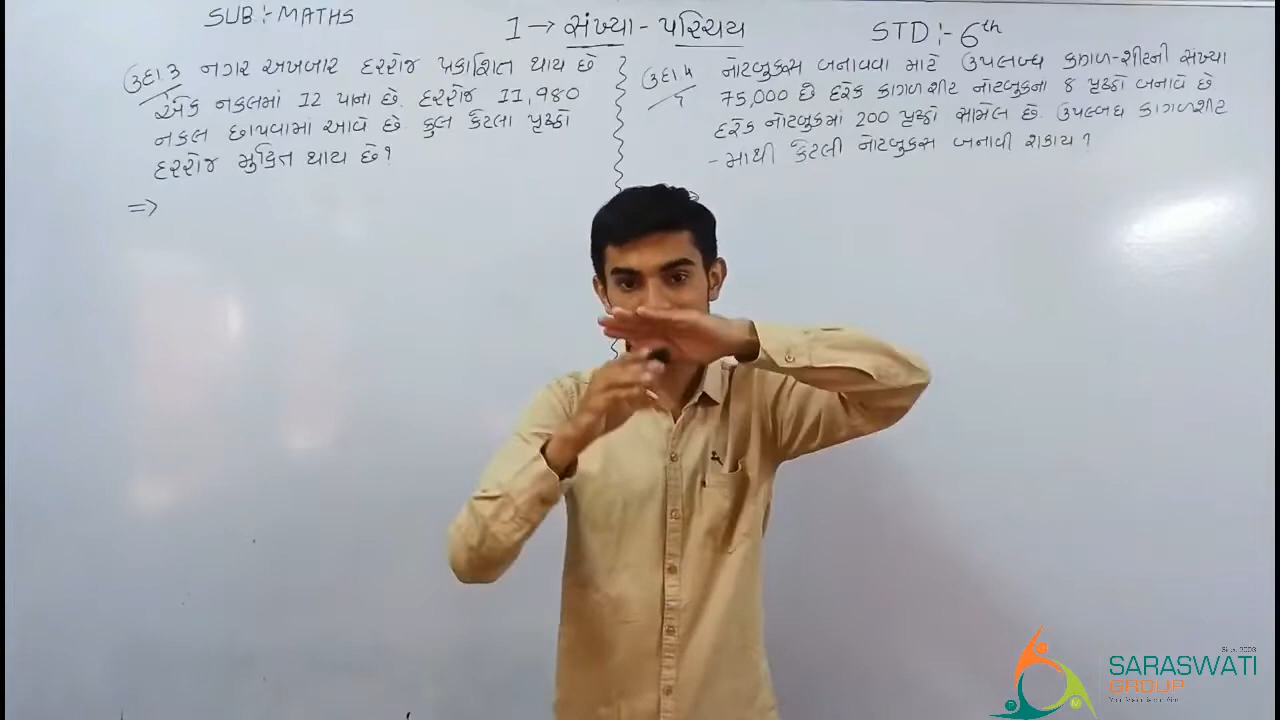 SUB :- MATHS
1 → સંખ્યા - પરિચય
STD :- 6th
ઉદા 3 નગર અખબાર દરરોજ પ્રકાશિત થાય છે
એક નકલમાં 12 પાના છે. દરરોજ 11,980
નકલ છાપવામાં આવે છે. કુલ કેટલા પૃષ્ઠો
દરરોજ મુદ્રિત થાય છે?
=>
ઉદા 4 નોટબુકસ બનાવવા માટે ઉપલબ્ધ કાગળ-શીટની સંખ્યા
75,000 છે દરેક કાગળશીટ નોટબુકના 8 પૃષ્ઠો બનાવે છે
દરેક નોટબુકમાં 200 પૃષ્ઠો સામેલ છે. ઉપલબ્ધ કાગળશીટ
- માથી કેટલી નોટબુકસ બનાવી શકાય ?
SARASWATI
GROUP